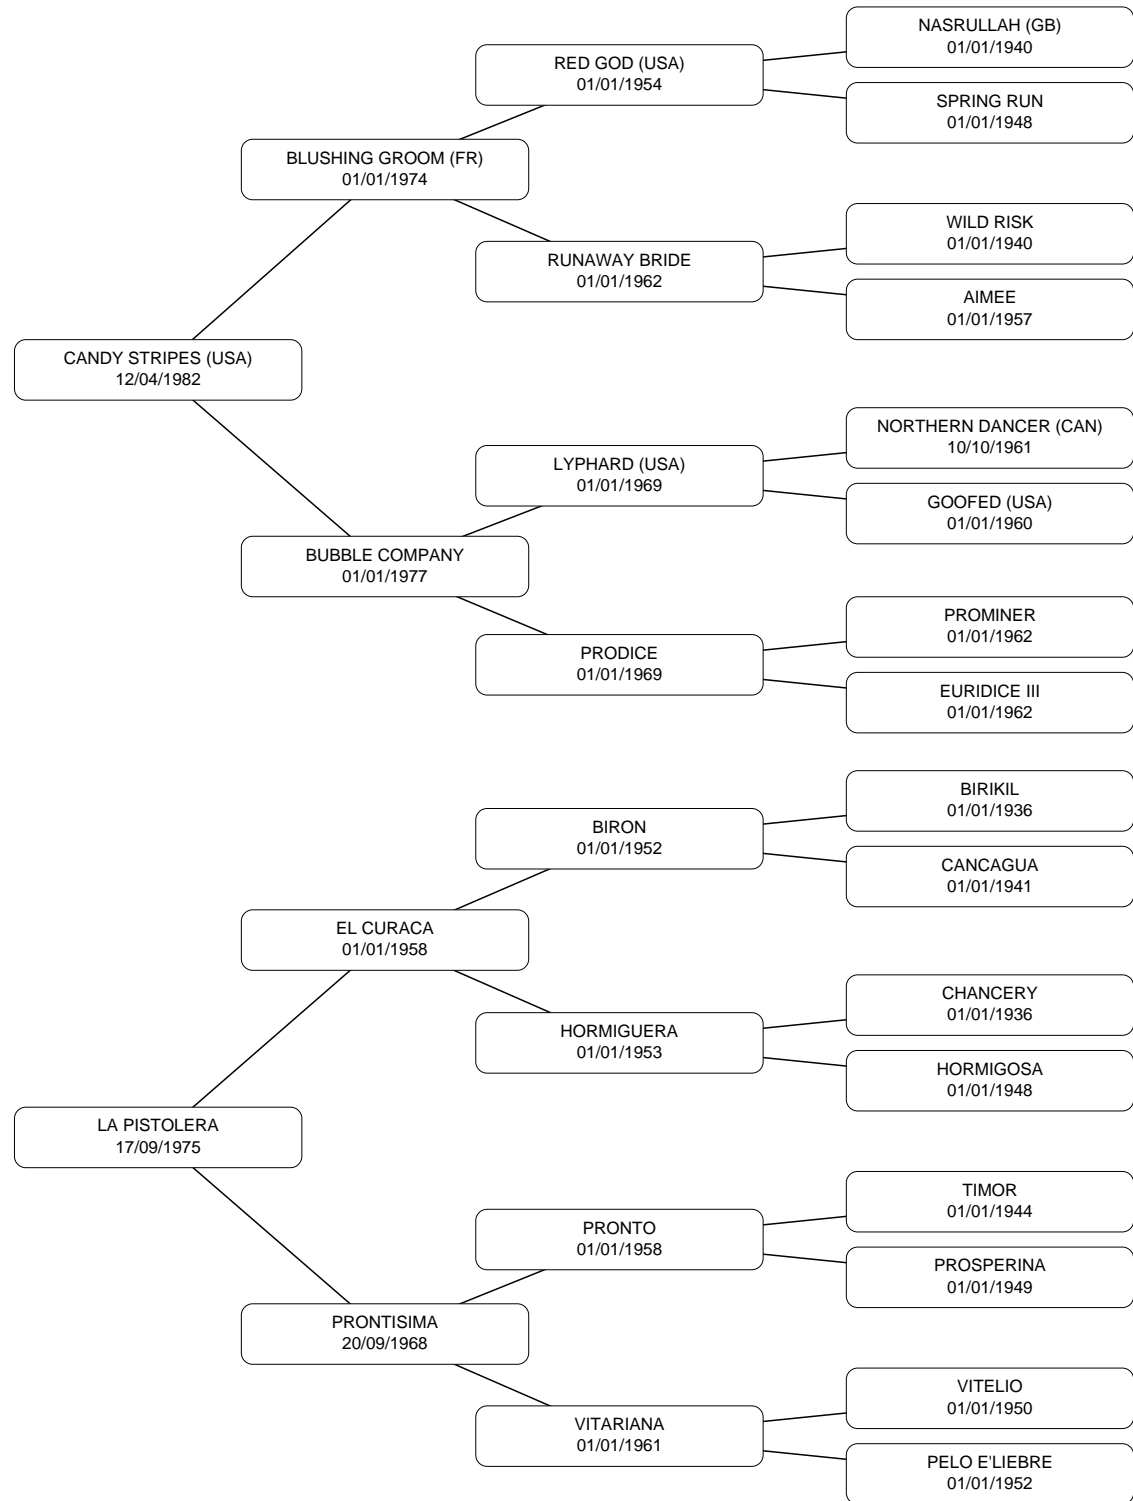 NASRULLAH (GB)
01/01/1940
RED GOD (USA)
01/01/1954
SPRING RUN
01/01/1948
BLUSHING GROOM (FR)
01/01/1974
WILD RISK
01/01/1940
RUNAWAY BRIDE
01/01/1962
AIMEE
01/01/1957
CANDY STRIPES (USA)
12/04/1982
NORTHERN DANCER (CAN)
10/10/1961
LYPHARD (USA)
01/01/1969
GOOFED (USA)
01/01/1960
BUBBLE COMPANY
01/01/1977
PROMINER
01/01/1962
PRODICE
01/01/1969
EURIDICE III
01/01/1962
BIRIKIL
01/01/1936
BIRON
01/01/1952
CANCAGUA
01/01/1941
EL CURACA
01/01/1958
CHANCERY
01/01/1936
HORMIGUERA
01/01/1953
HORMIGOSA
01/01/1948
LA PISTOLERA
17/09/1975
TIMOR
01/01/1944
PRONTO
01/01/1958
PROSPERINA
01/01/1949
PRONTISIMA
20/09/1968
VITELIO
01/01/1950
VITARIANA
01/01/1961
PELO E'LIEBRE
01/01/1952